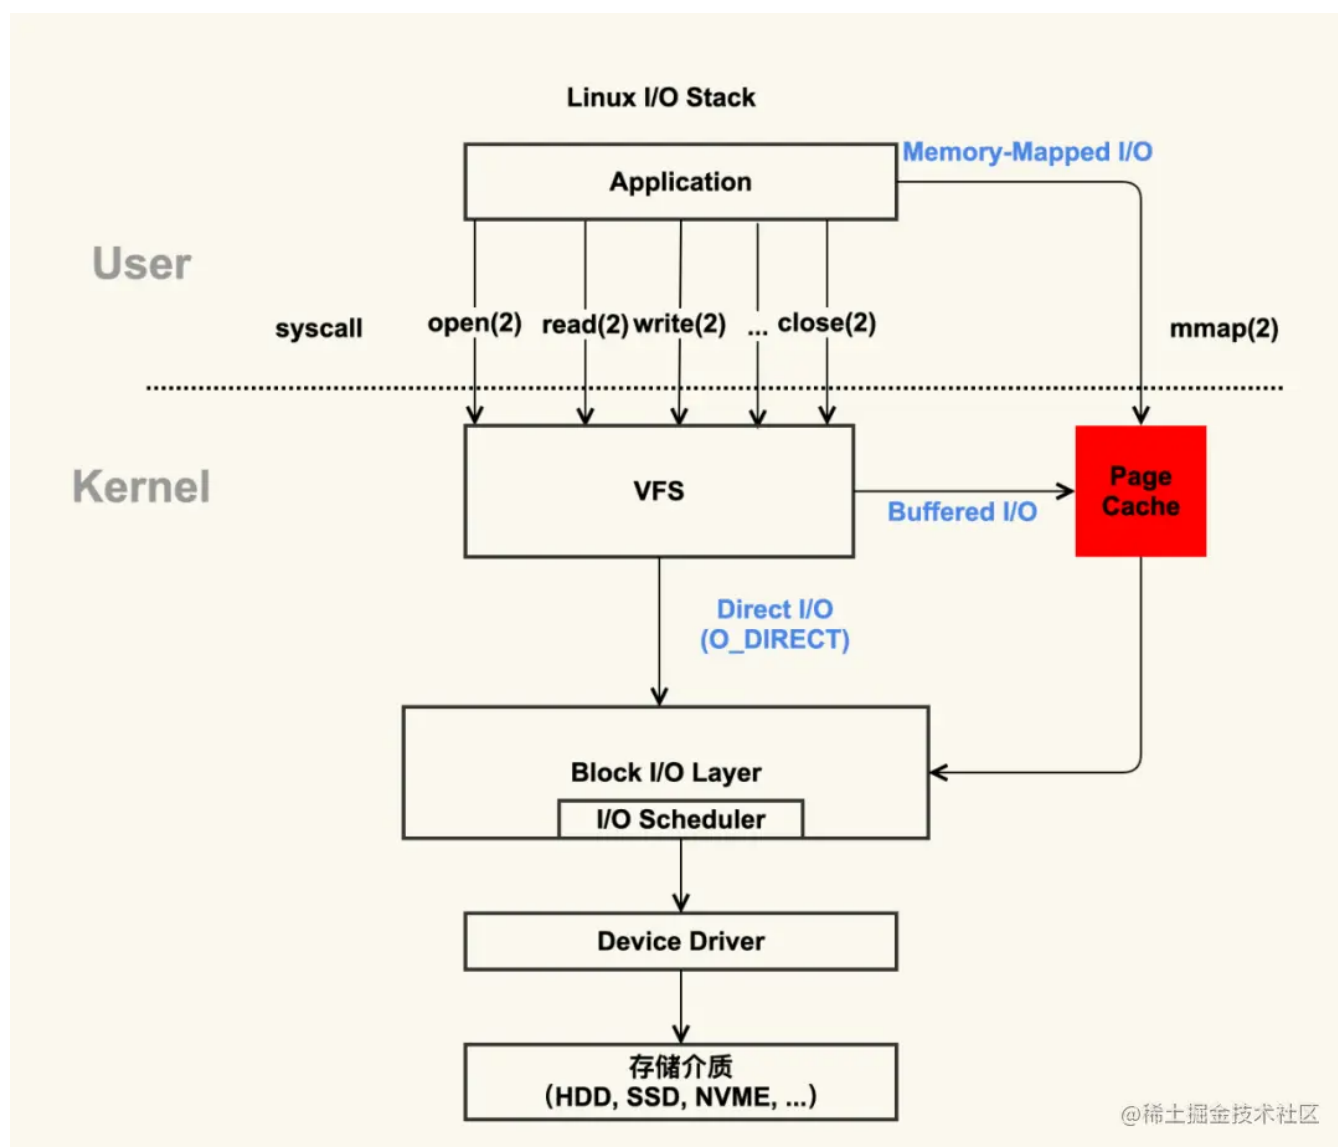 Linux I/O Stack
Memory-Mapped I/O
Application
User
syscall
open(2)
read(2)
write(2)
...
close(2)
mmap(2)
Kernel
VFS
Buffered I/O
Page
Cache
Direct I/O
(O_DIRECT)
Block I/O Layer
I/O Scheduler
Device Driver
存储介质
(HDD, SSD, NVME, ...)
@稀土掘金技术社区